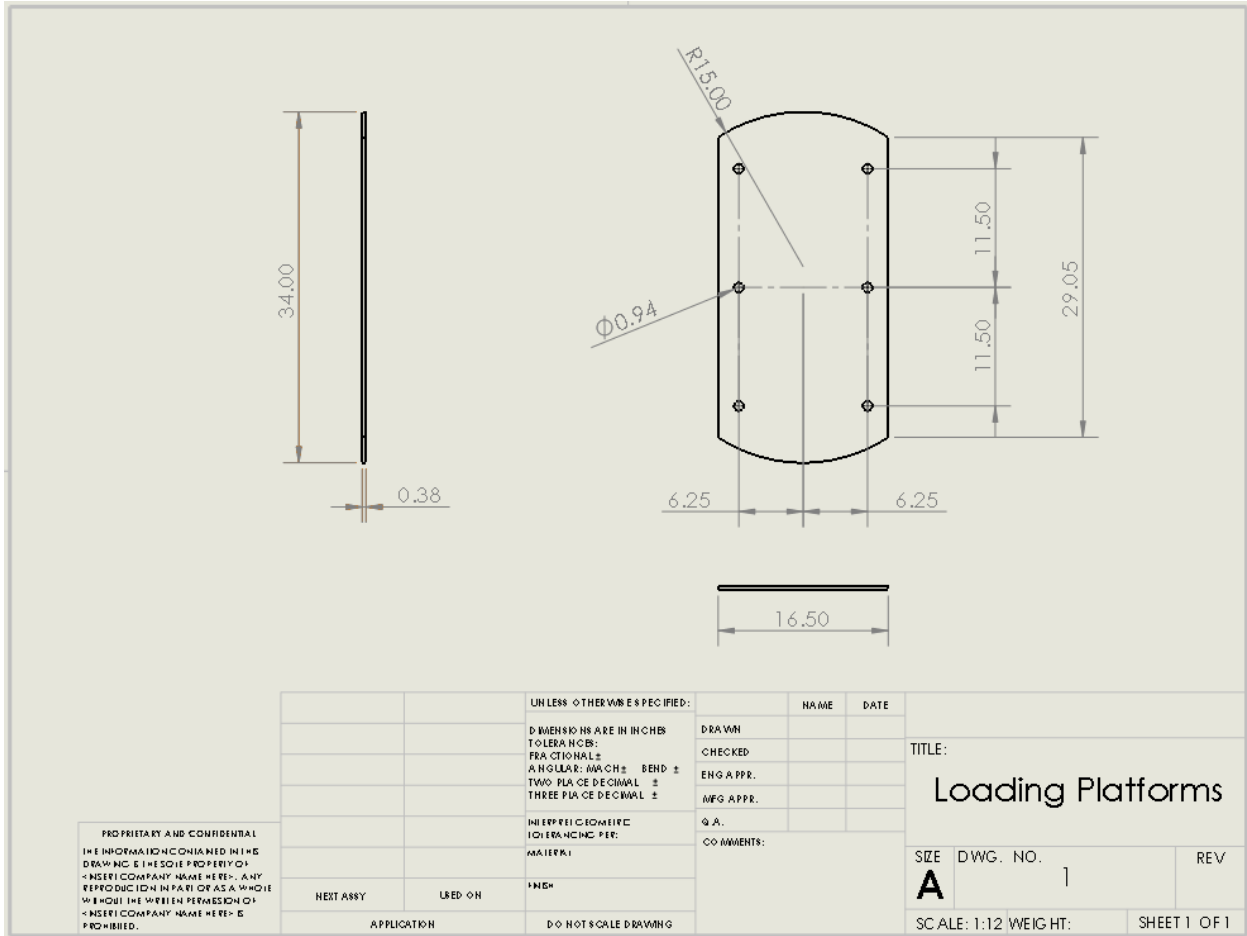 R15.00
34.00
11.50
29.05
Ø0.94
11.50
0.38
6.25
6.25
16.50
UNLESS OTHERWISE SPECIFIED:
DIMENSIONS ARE IN INCHES
TOLERANCES:
FRACTIONAL ±
ANGULAR: MACH ± BEND ±
TWO PLACE DECIMAL ±
THREE PLACE DECIMAL ±
INTERPRET GEOMETRIC
TOLERANCING PER:
MATERIAL
FINISH
DO NOT SCALE DRAWING
NAME
DATE
DRAWN
CHECKED
ENG APPR.
MFG APPR.
Q.A.
COMMENTS:
TITLE:
Loading Platforms
SIZE
A
DWG. NO.
1
REV
SCALE: 1:12
WEIGHT:
SHEET 1 OF 1
PROPRIETARY AND CONFIDENTIAL
THE INFORMATION CONTAINED IN THIS
DRAWING IS THE SOLE PROPERTY OF
<INSERT COMPANY NAME HERE>. ANY
REPRODUCTION IN PART OR AS A WHOLE
WITHOUT THE WRITTEN PERMISSION OF
<INSERT COMPANY NAME HERE> IS
PROHIBITED.
NEXT ASSY
USED ON
APPLICATION